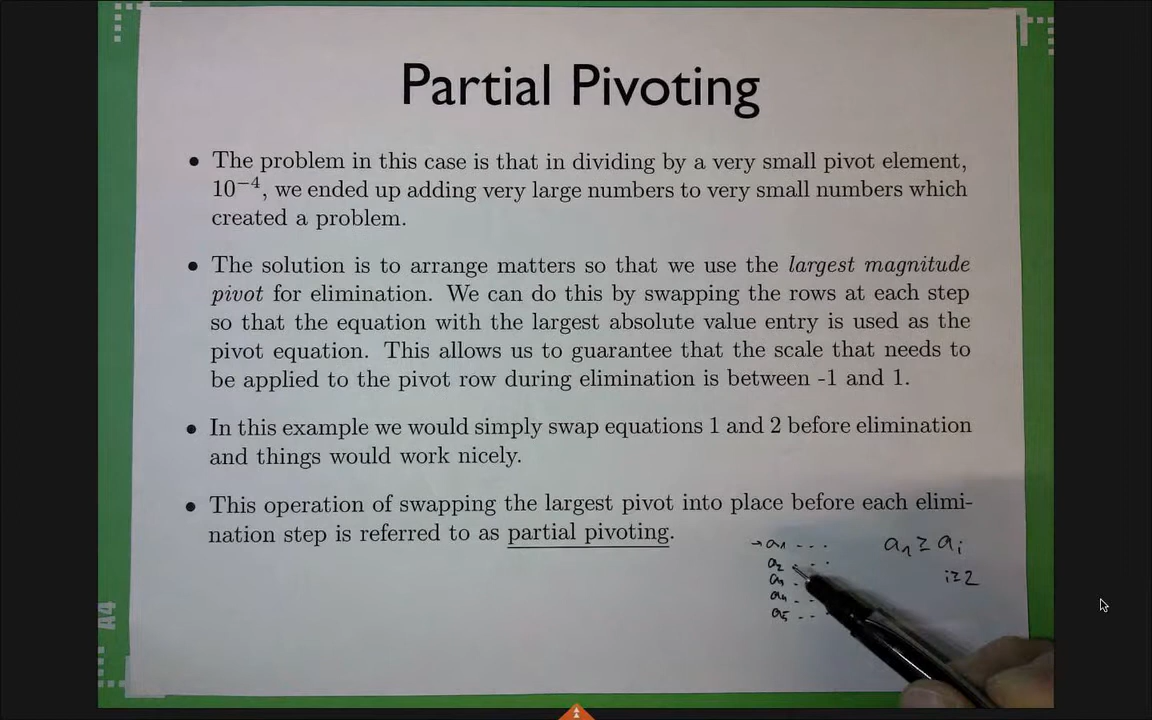 Partial Pivoting
• The problem in this case is that in dividing by a very small pivot element,
10⁻⁴, we ended up adding very large numbers to very small numbers which
created a problem.
• The solution is to arrange matters so that we use the largest magnitude
pivot for elimination. We can do this by swapping the rows at each step
so that the equation with the largest absolute value entry is used as the
pivot equation. This allows us to guarantee that the scale that needs to
be applied to the pivot row during elimination is between -1 and 1.
• In this example we would simply swap equations 1 and 2 before elimination
and things would work nicely.
• This operation of swapping the largest pivot into place before each elimi-
nation step is referred to as partial pivoting.
→ a₁ - - -
a₂ - - -
a₃ -
a₄ - -
a₅ - -
a₁ ≥ aᵢ
i≥2
A4